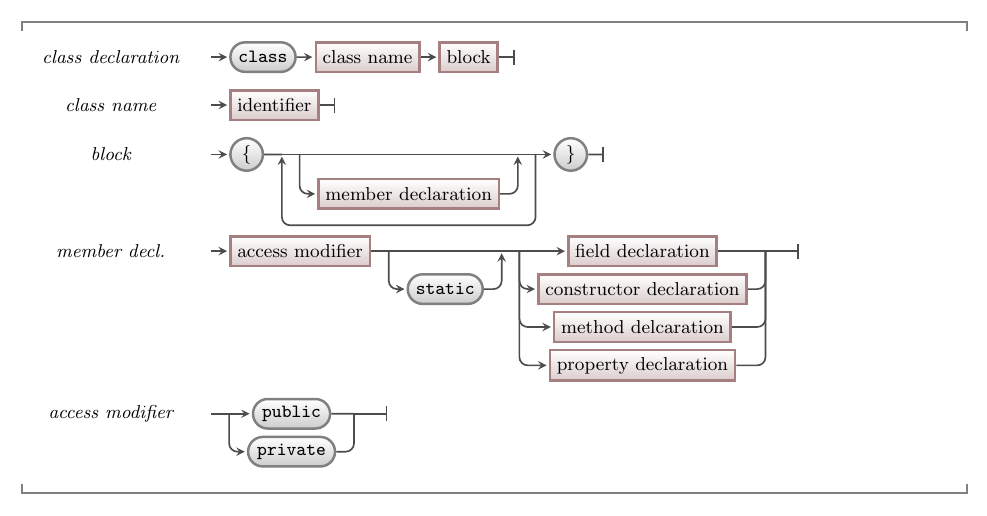 class declaration class class name block
class name identifier
block { }
member declaration
member decl. access modifier field declaration
static constructor declaration
method delcaration
property declaration
access modifier public
private